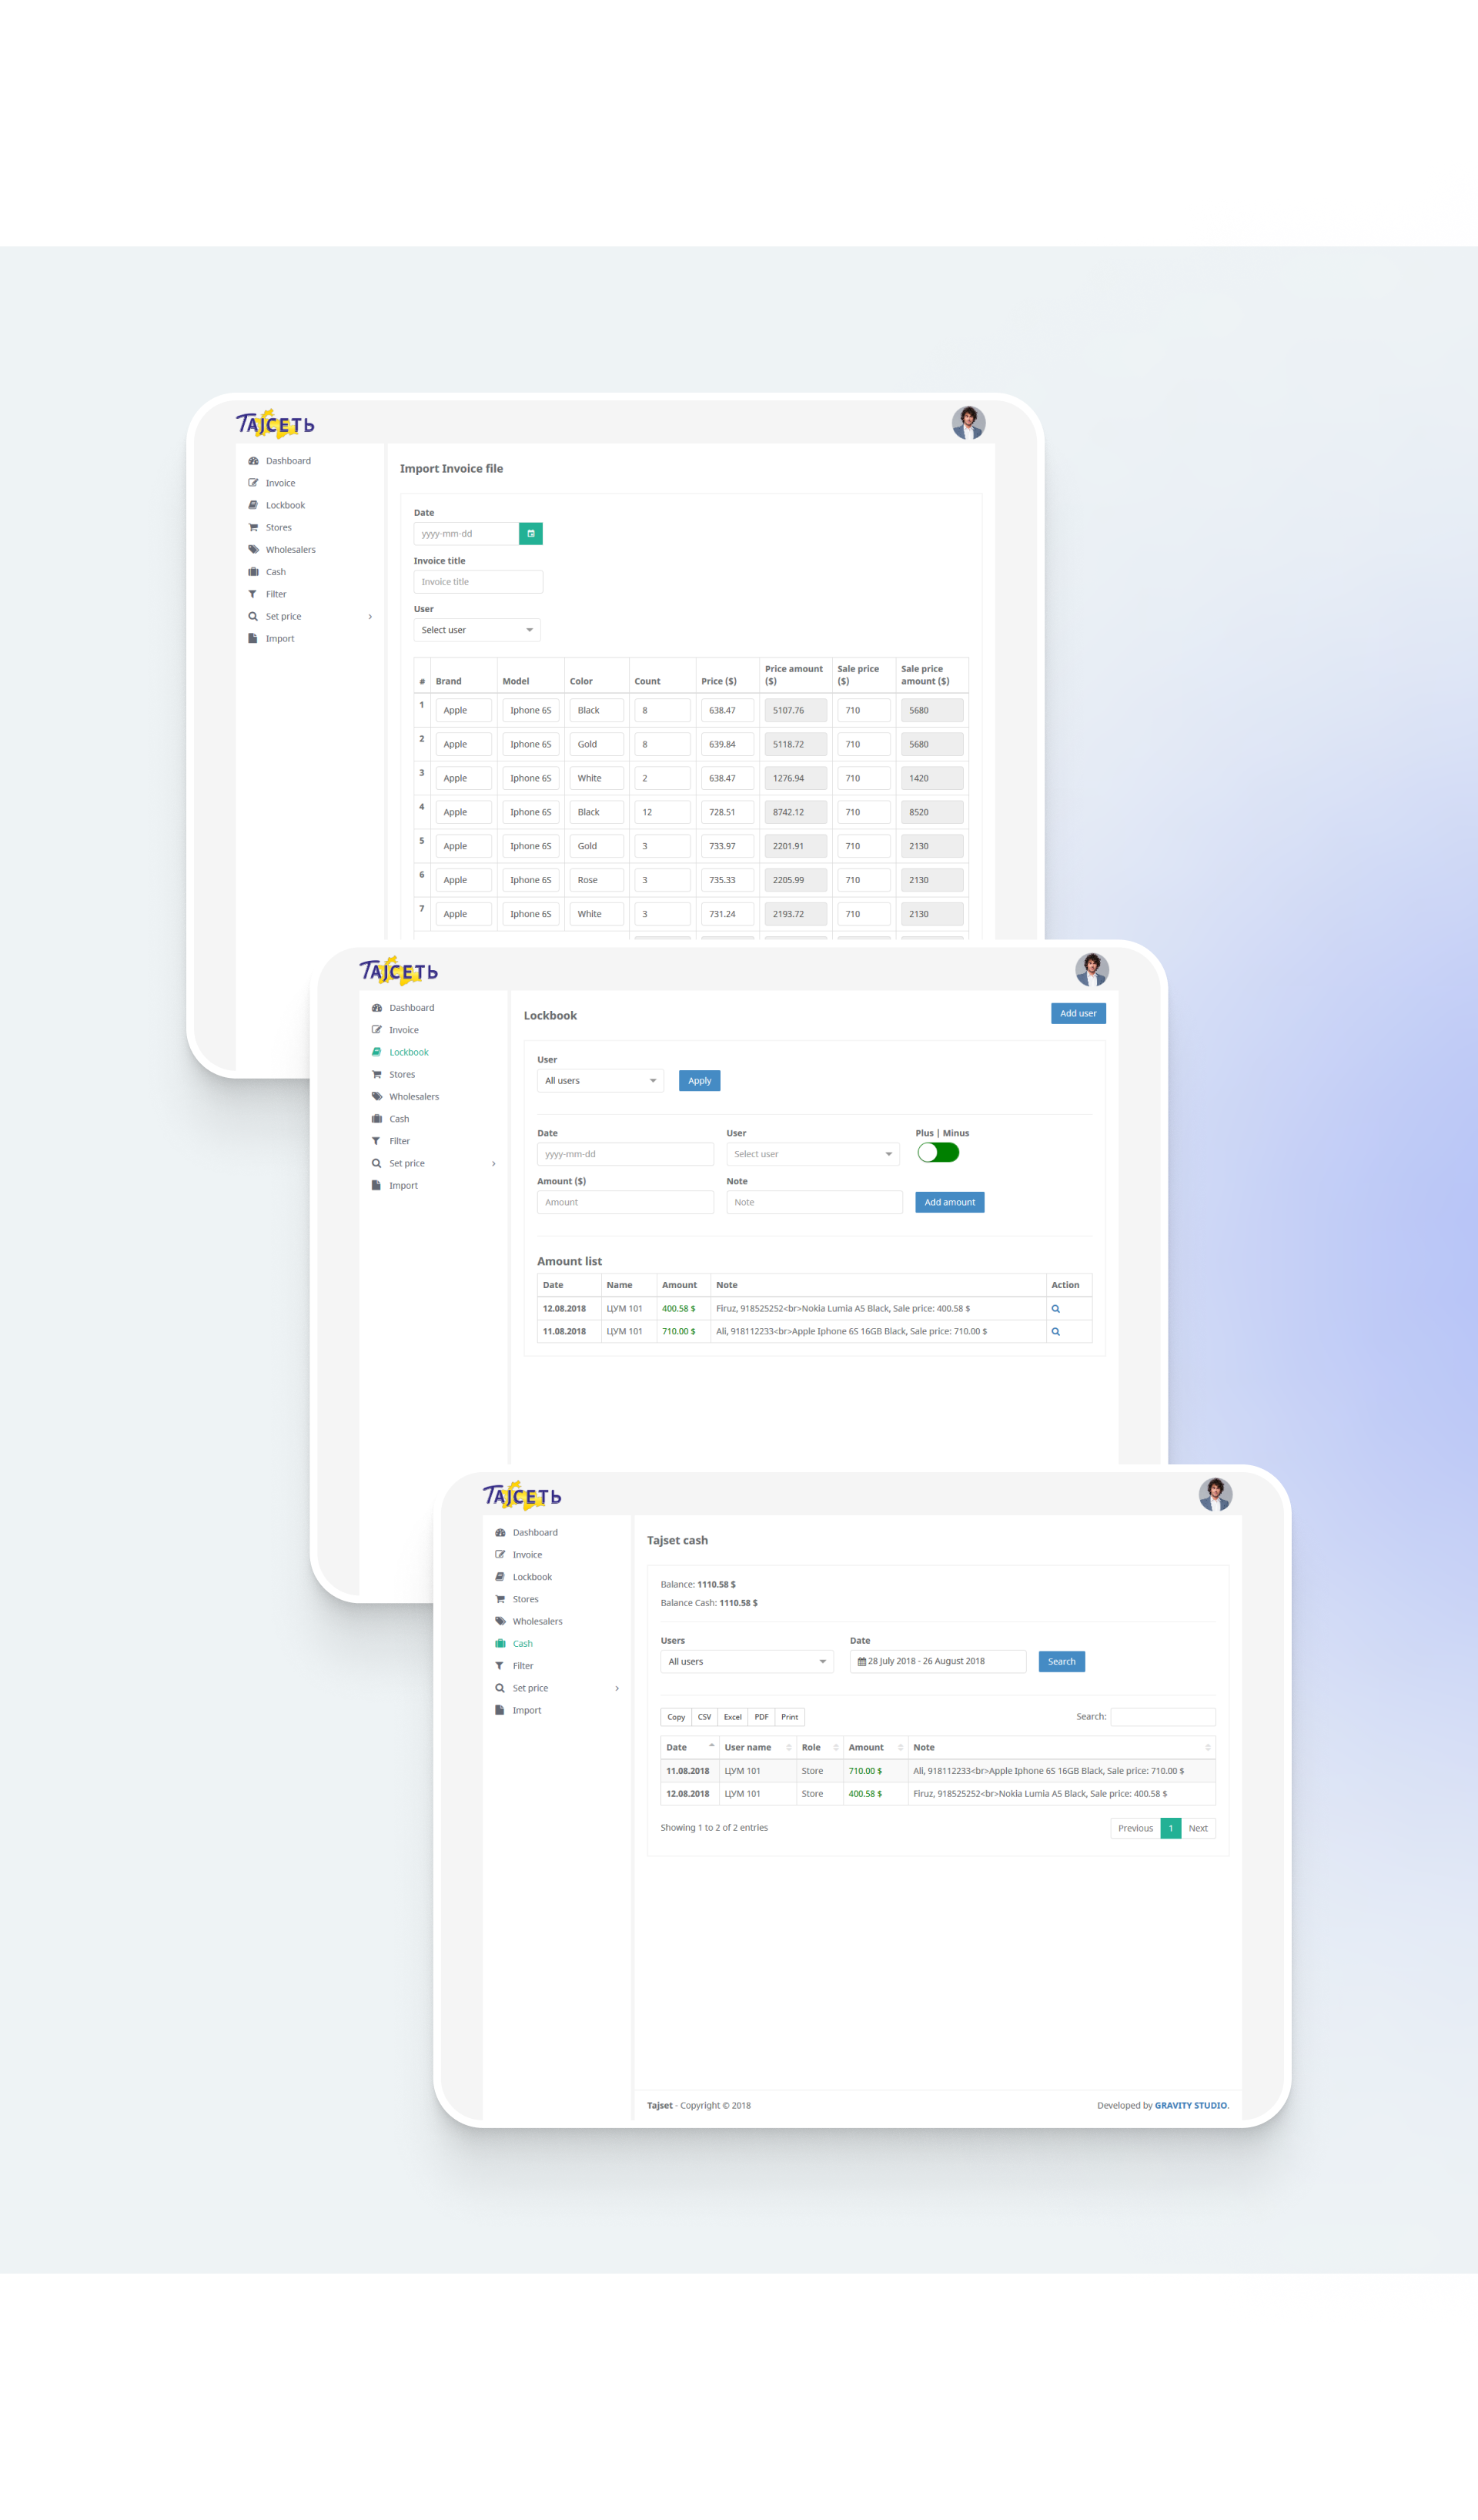 TAJСЕТЬ
Dashboard
Invoice
Lockbook
Stores
Wholesalers
Cash
Filter
Set price
Import
Import Invoice file
Date
yyyy-mm-dd
Invoice title
Invoice title
User
Select user
# Brand Model Color Count Price ($) Price amount ($) Sale price ($) Sale price amount ($)
1 Apple Iphone 6S Black 8 638.47 5107.76 710 5680
2 Apple Iphone 6S Gold 8 639.84 5118.72 710 5680
3 Apple Iphone 6S White 2 638.47 1276.94 710 1420
4 Apple Iphone 6S Black 12 728.51 8742.12 710 8520
5 Apple Iphone 6S Gold 3 733.97 2201.91 710 2130
6 Apple Iphone 6S Rose 3 735.33 2205.99 710 2130
7 Apple Iphone 6S White 3 731.24 2193.72 710 2130
TAJСЕТЬ
Dashboard
Invoice
Lockbook
Stores
Wholesalers
Cash
Filter
Set price
Import
Lockbook
Add user
User
All users Apply
Date User Plus | Minus
yyyy-mm-dd Select user
Amount ($) Note
Amount Note Add amount
Amount list
Date Name Amount Note Action
12.08.2018 ЦУМ 101 400.58 $ Firuz, 918525252<br>Nokia Lumia A5 Black, Sale price: 400.58 $
11.08.2018 ЦУМ 101 710.00 $ Ali, 918112233<br>Apple Iphone 6S 16GB Black, Sale price: 710.00 $
TAJСЕТЬ
Dashboard
Invoice
Lockbook
Stores
Wholesalers
Cash
Filter
Set price
Import
Tajset cash
Balance: 1110.58 $
Balance Cash: 1110.58 $
Users Date
All users 28 July 2018 - 26 August 2018 Search
Copy CSV Excel PDF Print Search:
Date User name Role Amount Note
11.08.2018 ЦУМ 101 Store 710.00 $ Ali, 918112233<br>Apple Iphone 6S 16GB Black, Sale price: 710.00 $
12.08.2018 ЦУМ 101 Store 400.58 $ Firuz, 918525252<br>Nokia Lumia A5 Black, Sale price: 400.58 $
Showing 1 to 2 of 2 entries Previous 1 Next
Tajset - Copyright © 2018 Developed by GRAVITY STUDIO.